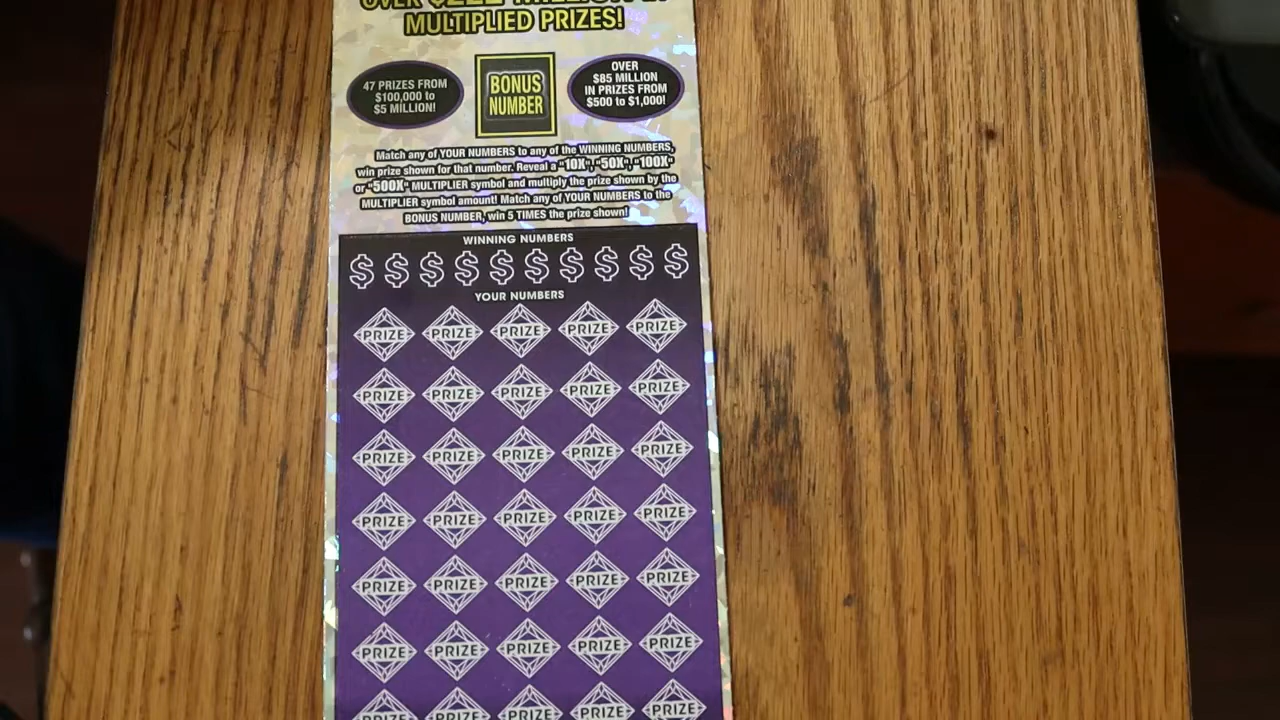 OVER $222 MILLION
MULTIPLIED PRIZES!
47 PRIZES FROM
$100,000 to
$5 MILLION!
BONUS
NUMBER
OVER
$85 MILLION
IN PRIZES FROM
$500 to $1,000!
Match any of YOUR NUMBERS to any of the WINNING NUMBERS,
win prize shown for that number. Reveal a "10X", "50X", "100X"
or "500X" MULTIPLIER symbol and multiply the prize shown by the
MULTIPLIER symbol amount! Match any of YOUR NUMBERS to the
BONUS NUMBER, win 5 TIMES the prize shown!
WINNING NUMBERS
$ $ $ $ $ $ $ $ $ $
YOUR NUMBERS
PRIZE PRIZE PRIZE PRIZE PRIZE
PRIZE PRIZE PRIZE PRIZE PRIZE
PRIZE PRIZE PRIZE PRIZE PRIZE
PRIZE PRIZE PRIZE PRIZE PRIZE
PRIZE PRIZE PRIZE PRIZE PRIZE
PRIZE PRIZE PRIZE PRIZE PRIZE
PRIZE PRIZE PRIZE PRIZE PRIZE